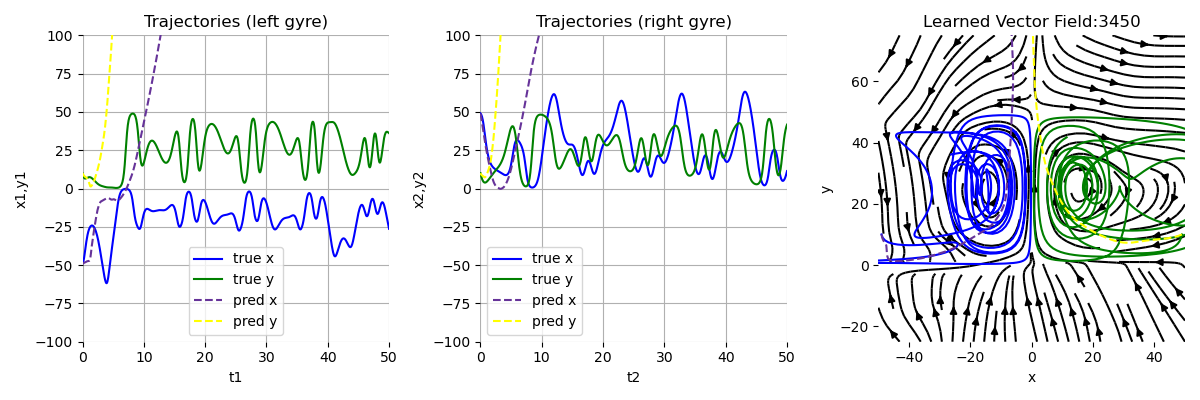 Trajectories (left gyre)
x1,y1
100
75
50
25
0
−25
−50
−75
−100
true x
true y
pred x
pred y
0 10 20 30 40 50
t1
Trajectories (right gyre)
x2,y2
100
75
50
25
0
−25
−50
−75
−100
true x
true y
pred x
pred y
0 10 20 30 40 50
t2
Learned Vector Field:3450
y
60
40
20
0
−20
−40 −20 0 20 40
x